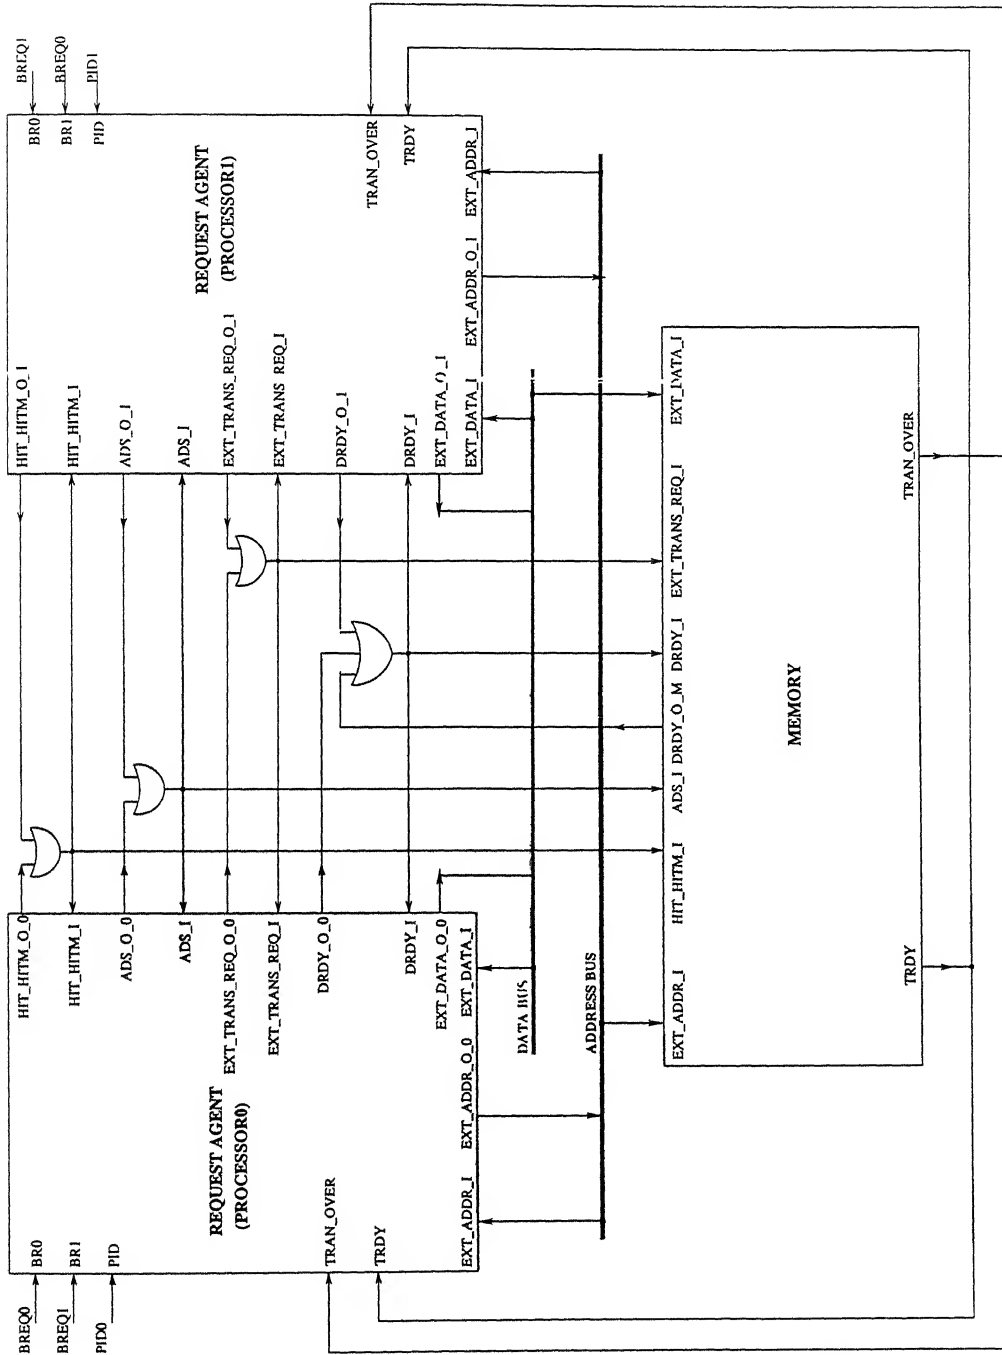 BREQ0
BREQ1
PID0
BR0
BR1
PID
REQUEST AGENT
(PROCESSOR0)
TRAN_OVER
TRDY
EXT_ADDR_I
EXT_ADDR_O_0
HIT_HITM_O_0
HIT_HITM_I
ADS_O_0
ADS_I
EXT_TRANS_REQ_O_0
EXT_TRANS_REQ_I
DRDY_O_0
DRDY_I
EXT_DATA_O_0
EXT_DATA_I
BREQ1
BREQ0
PID1
BR0
BR1
PID
REQUEST AGENT
(PROCESSOR1)
TRAN_OVER
TRDY
EXT_ADDR_I
EXT_ADDR_O_1
HIT_HITM_O_1
HIT_HITM_I
ADS_O_1
ADS_I
EXT_TRANS_REQ_O_1
EXT_TRANS REQ_I
DRDY_O_1
DRDY_I
EXT_DATA_O_1
EXT_DATA_I
DATA BUS
ADDRESS BUS
EXT_ADDR_I
HIT_HITM_I
ADS_I
DRDY_O_M
DRDY_I
EXT_TRANS_REQ_I
EXT_DATA_I
MEMORY
TRDY
TRAN_OVER